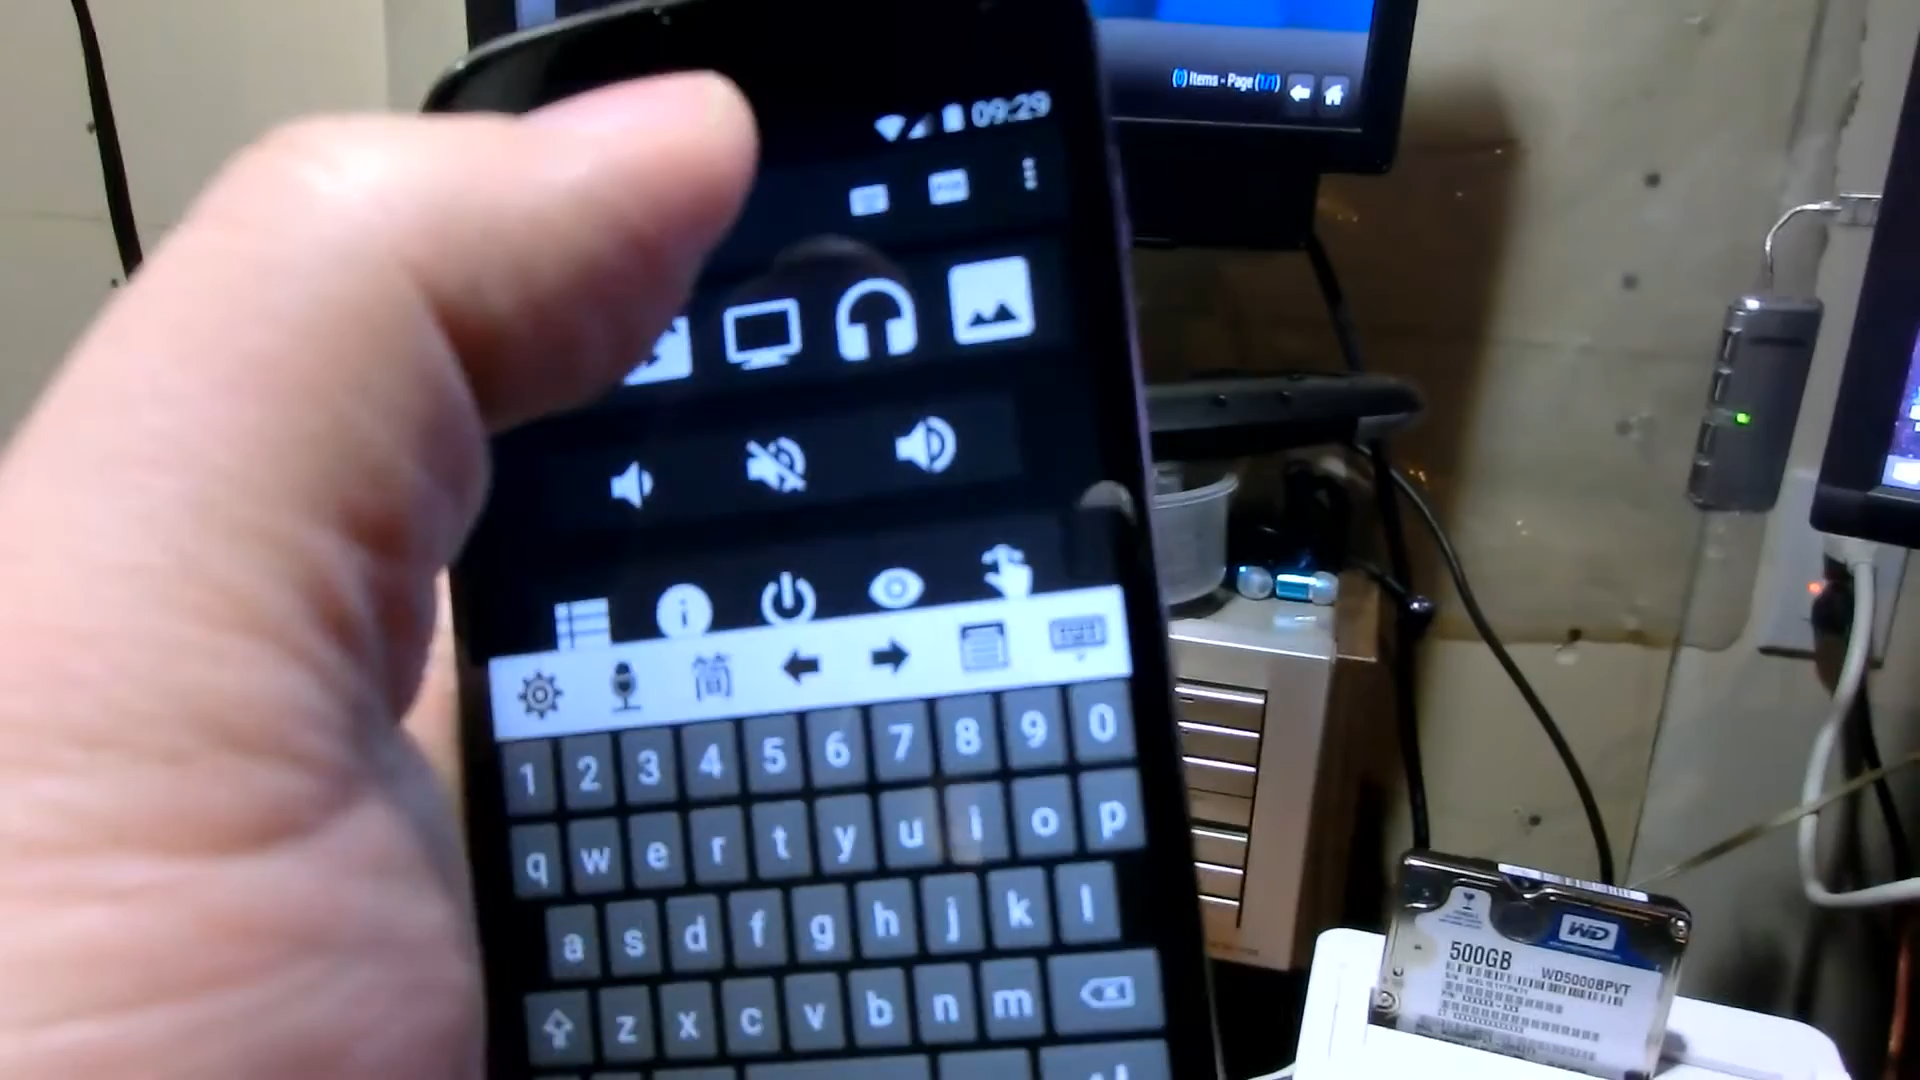 (0) Items - Page (1/1)
09:29
简
1 2 3 4 5 6 7 8 9 0
q w e r t y u i o p
a s d f g h j k l
z x c v b n m
WD
500GB
WD5000BPVT